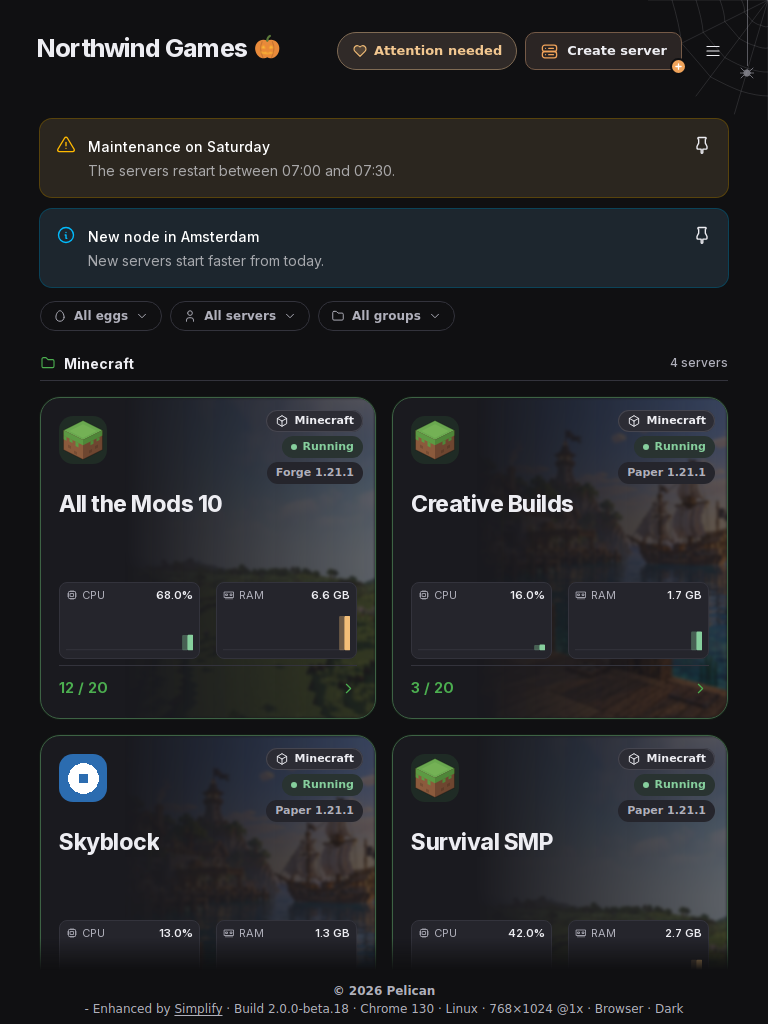 Northwind Games
Attention needed
Create server
Maintenance on Saturday
The servers restart between 07:00 and 07:30.
New node in Amsterdam
New servers start faster from today.
All eggs
All servers
All groups
Minecraft
4 servers
Minecraft
Running
Forge 1.21.1
All the Mods 10
CPU 68.0%
RAM 6.6 GB
12 / 20
Minecraft
Running
Paper 1.21.1
Creative Builds
CPU 16.0%
RAM 1.7 GB
3 / 20
Minecraft
Running
Paper 1.21.1
Skyblock
CPU 13.0%
RAM 1.3 GB
Minecraft
Running
Paper 1.21.1
Survival SMP
CPU 42.0%
RAM 2.7 GB
© 2026 Pelican
- Enhanced by Simplify · Build 2.0.0-beta.18 · Chrome 130 · Linux · 768×1024 @1x · Browser · Dark